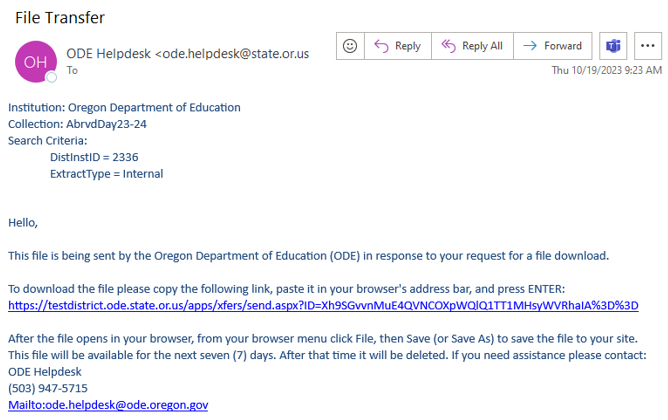 File Transfer
OH
ODE Helpdesk <ode.helpdesk@state.or.us
To
Reply
Reply All
Forward
Thu 10/19/2023 9:23 AM
Institution: Oregon Department of Education
Collection: AbrvdDay23-24
Search Criteria:
DistInstID = 2336
ExtractType = Internal
Hello,
This file is being sent by the Oregon Department of Education (ODE) in response to your request for a file download.
To download the file please copy the following link, paste it in your browser's address bar, and press ENTER:
https://testdistrict.ode.state.or.us/apps/xfers/send.aspx?ID=Xh9SGvvnMuE4QVNCOXpWQlQ1TT1MHsyWVRhaIA%3D%3D
After the file opens in your browser, from your browser menu click File, then Save (or Save As) to save the file to your site.
This file will be available for the next seven (7) days. After that time it will be deleted. If you need assistance please contact:
ODE Helpdesk
(503) 947-5715
Mailto:ode.helpdesk@ode.oregon.gov